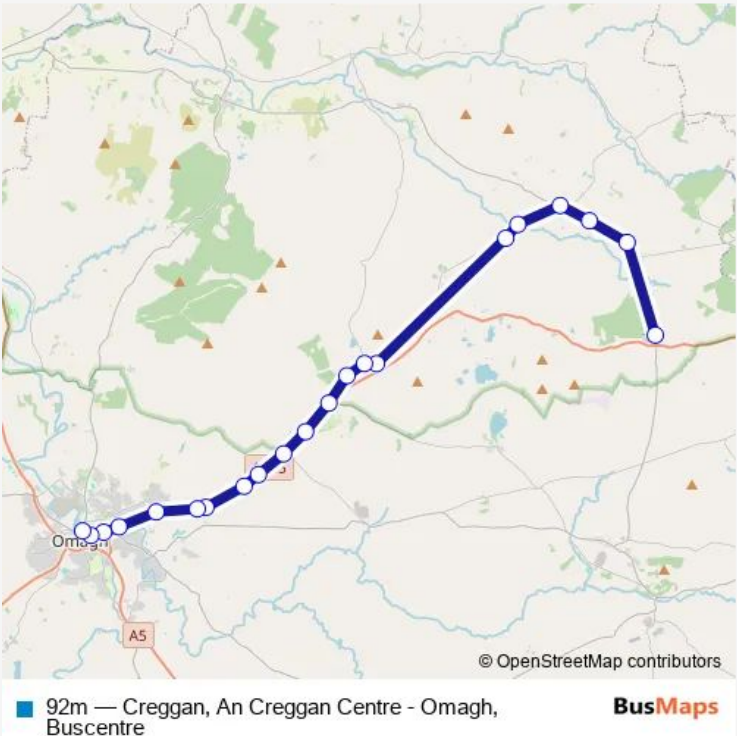 Omagh
A5
© OpenStreetMap contributors
92m — Creggan, An Creggan Centre - Omagh,
Buscentre
BusMaps